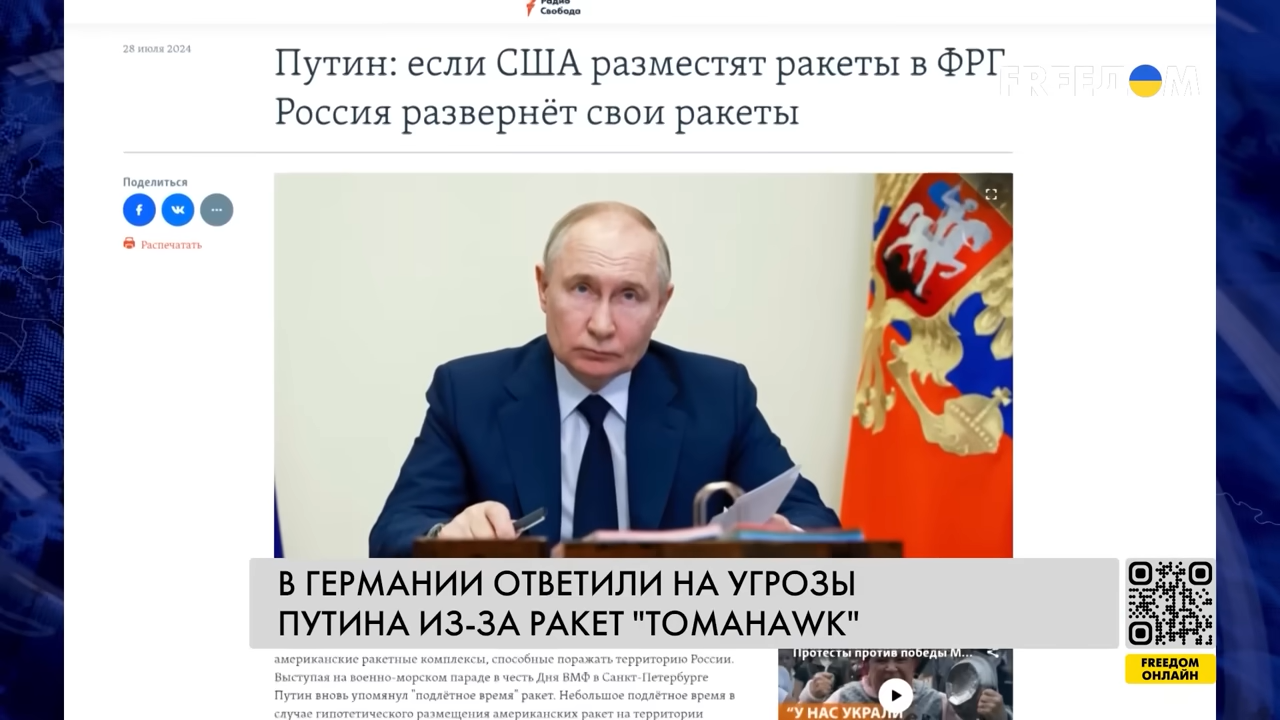 Радио
Свобода
28 июля 2024
Путин: если США разместят ракеты в ФРГ
Россия развернёт свои ракеты
FREEDOM
Поделиться
Распечатать
В ГЕРМАНИИ ОТВЕТИЛИ НА УГРОЗЫ
ПУТИНА ИЗ-ЗА РАКЕТ "TOMAHAWK"
FREEDOM
ОНЛАЙН
американские ракетные комплексы, способные поражать территорию России.
Выступая на военно-морском параде в честь Дня ВМФ в Санкт-Петербурге
Путин вновь упомянул "подлётное время" ракет. Небольшое подлётное время в
случае гипотетического размещения американских ракет на территории
Протесты против победы М...
"У НАС УКРАЛИ